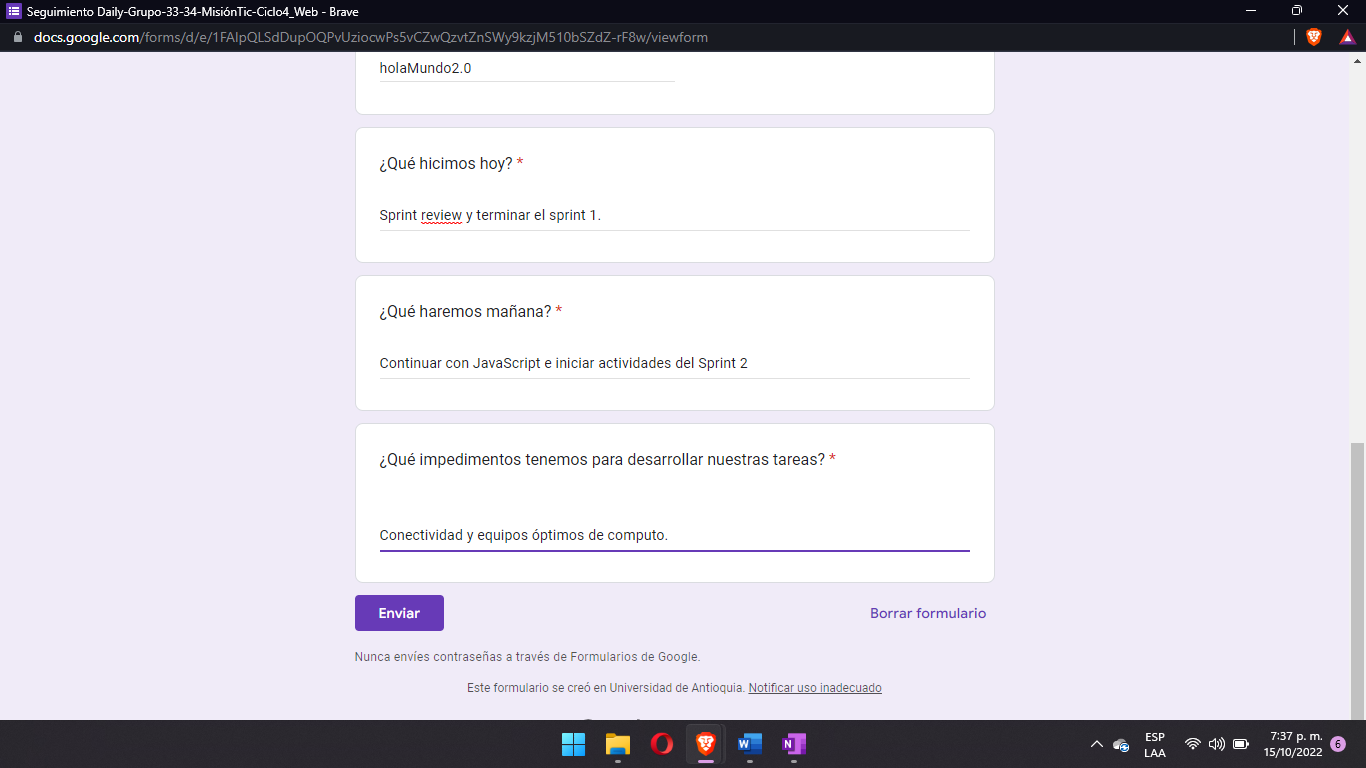 Seguimiento Daily-Grupo-33-34-MisiónTic-Ciclo4_Web - Brave
docs.google.com/forms/d/e/1FAIpQLSdDupOQPvUziocwPs5vCZwQzvtZnSWy9kzjM510bSZdZ-rF8w/viewform
holaMundo2.0
¿Qué hicimos hoy? *
Sprint review y terminar el sprint 1.
¿Qué haremos mañana? *
Continuar con JavaScript e iniciar actividades del Sprint 2
¿Qué impedimentos tenemos para desarrollar nuestras tareas? *
Conectividad y equipos óptimos de computo.
Enviar
Borrar formulario
Nunca envíes contraseñas a través de Formularios de Google.
Este formulario se creó en Universidad de Antioquia. Notificar uso inadecuado
ESP
LAA
7:37 p. m.
15/10/2022
6